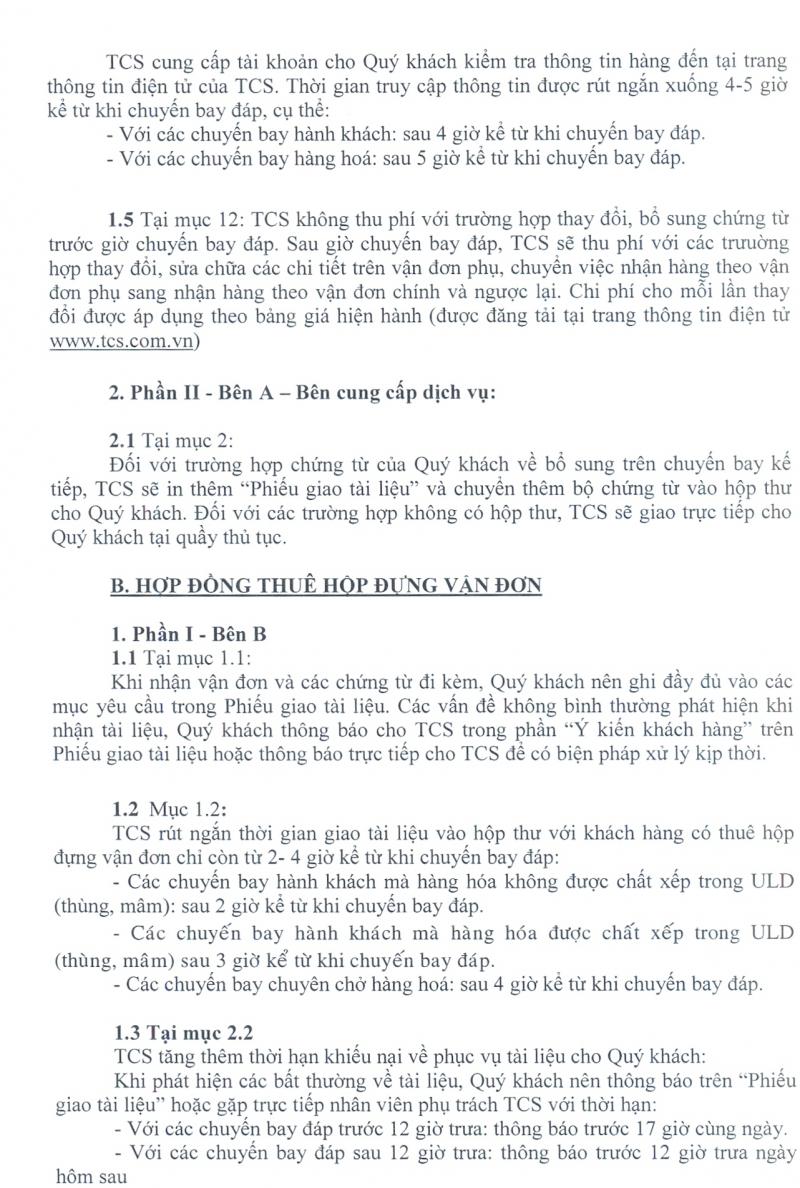 TCS cung cấp tài khoản cho Quý khách kiểm tra thông tin hàng đến tại trang
thông tin điện tử của TCS. Thời gian truy cập thông tin được rút ngắn xuống 4-5 giờ
kể từ khi chuyến bay đáp, cụ thể:
- Với các chuyến bay hành khách: sau 4 giờ kể từ khi chuyến bay đáp.
- Với các chuyến bay hàng hoá: sau 5 giờ kể từ khi chuyến bay đáp.
1.5 Tại mục 12: TCS không thu phí với trường hợp thay đổi, bổ sung chứng từ
trước giờ chuyến bay đáp. Sau giờ chuyến bay đáp, TCS sẽ thu phí với các trưuờng
hợp thay đổi, sửa chữa các chi tiết trên vận đơn phụ, chuyển việc nhận hàng theo vận
đơn phụ sang nhận hàng theo vận đơn chính và ngược lại. Chi phí cho mỗi lần thay
đổi được áp dụng theo bảng giá hiện hành (được đăng tải tại trang thông tin điện tử
www.tcs.com.vn)
2. Phần II - Bên A – Bên cung cấp dịch vụ:
2.1 Tại mục 2:
Đối với trường hợp chứng từ của Quý khách về bổ sung trên chuyến bay kế
tiếp, TCS sẽ in thêm “Phiếu giao tài liệu” và chuyển thêm bộ chứng từ vào hộp thư
cho Quý khách. Đối với các trường hợp không có hộp thư, TCS sẽ giao trực tiếp cho
Quý khách tại quầy thủ tục.
B. HỢP ĐỒNG THUÊ HỘP ĐỰNG VẬN ĐƠN
1. Phần I - Bên B
1.1 Tại mục 1.1:
Khi nhận vận đơn và các chứng từ đi kèm, Quý khách nên ghi đầy đủ vào các
mục yêu cầu trong Phiếu giao tài liệu. Các vấn đề không bình thường phát hiện khi
nhận tài liệu, Quý khách thông báo cho TCS trong phần “Ý kiến khách hàng” trên
Phiếu giao tài liệu hoặc thông báo trực tiếp cho TCS để có biện pháp xử lý kịp thời.
1.2 Mục 1.2:
TCS rút ngắn thời gian giao tài liệu vào hộp thư với khách hàng có thuê hộp
đựng vận đơn chỉ còn từ 2- 4 giờ kể từ khi chuyến bay đáp:
- Các chuyến bay hành khách mà hàng hóa không được chất xếp trong ULD
(thùng, mâm): sau 2 giờ kể từ khi chuyến bay đáp.
- Các chuyến bay hành khách mà hàng hóa được chất xếp trong ULD
(thùng, mâm) sau 3 giờ kể từ khi chuyến bay đáp.
- Các chuyến bay chuyên chở hàng hoá: sau 4 giờ kể từ khi chuyến bay đáp.
1.3 Tại mục 2.2
TCS tăng thêm thời hạn khiếu nại về phục vụ tài liệu cho Quý khách:
Khi phát hiện các bất thường về tài liệu, Quý khách nên thông báo trên “Phiếu
giao tài liệu” hoặc gặp trực tiếp nhân viên phụ trách TCS với thời hạn:
- Với các chuyến bay đáp trước 12 giờ trưa: thông báo trước 17 giờ cùng ngày.
- Với các chuyến bay đáp sau 12 giờ trưa: thông báo trước 12 giờ trưa ngày
hôm sau